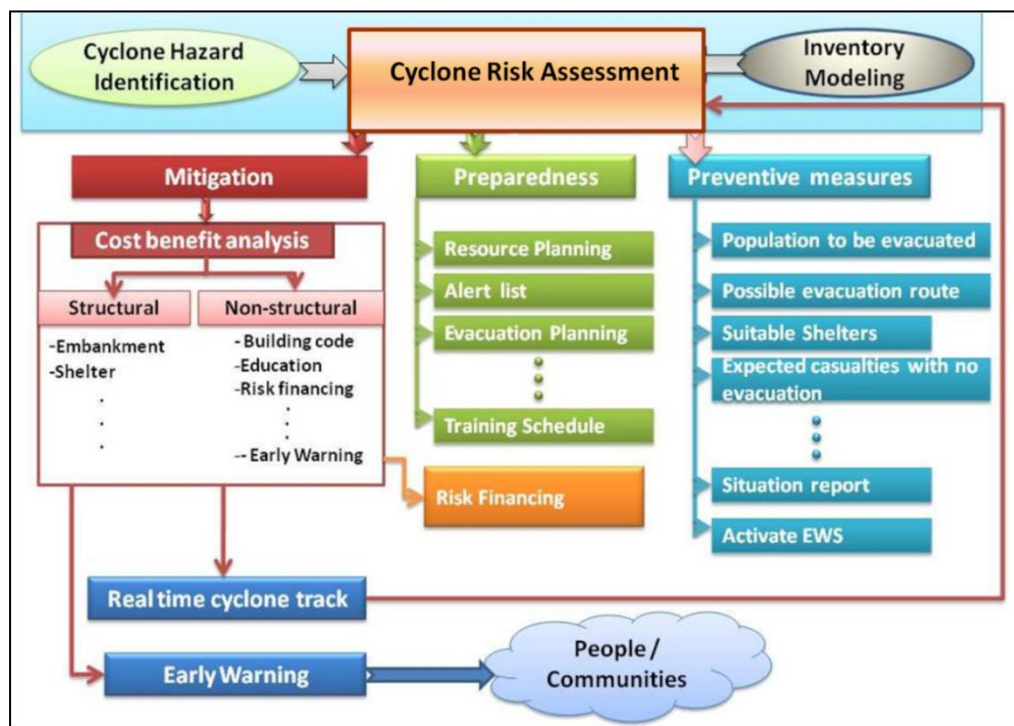 Cyclone Hazard
Identification
Cyclone Risk Assessment
Inventory
Modeling
Mitigation
Preparedness
Preventive measures
Cost benefit analysis
Structural
Non-structural
-Embankment
-Shelter
- Building code
-Education
-Risk financing
-- Early Warning
Resource Planning
Alert list
Evacuation Planning
Training Schedule
Risk Financing
Population to be evacuated
Possible evacuation route
Suitable Shelters
Expected casualties with no
evacuation
Situation report
Activate EWS
Real time cyclone track
Early Warning
People /
Communities